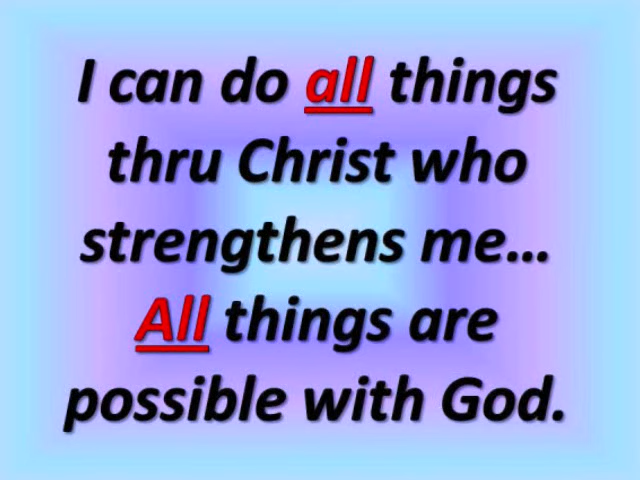 I can do all things
thru Christ who
strengthens me...
All things are
possible with God.